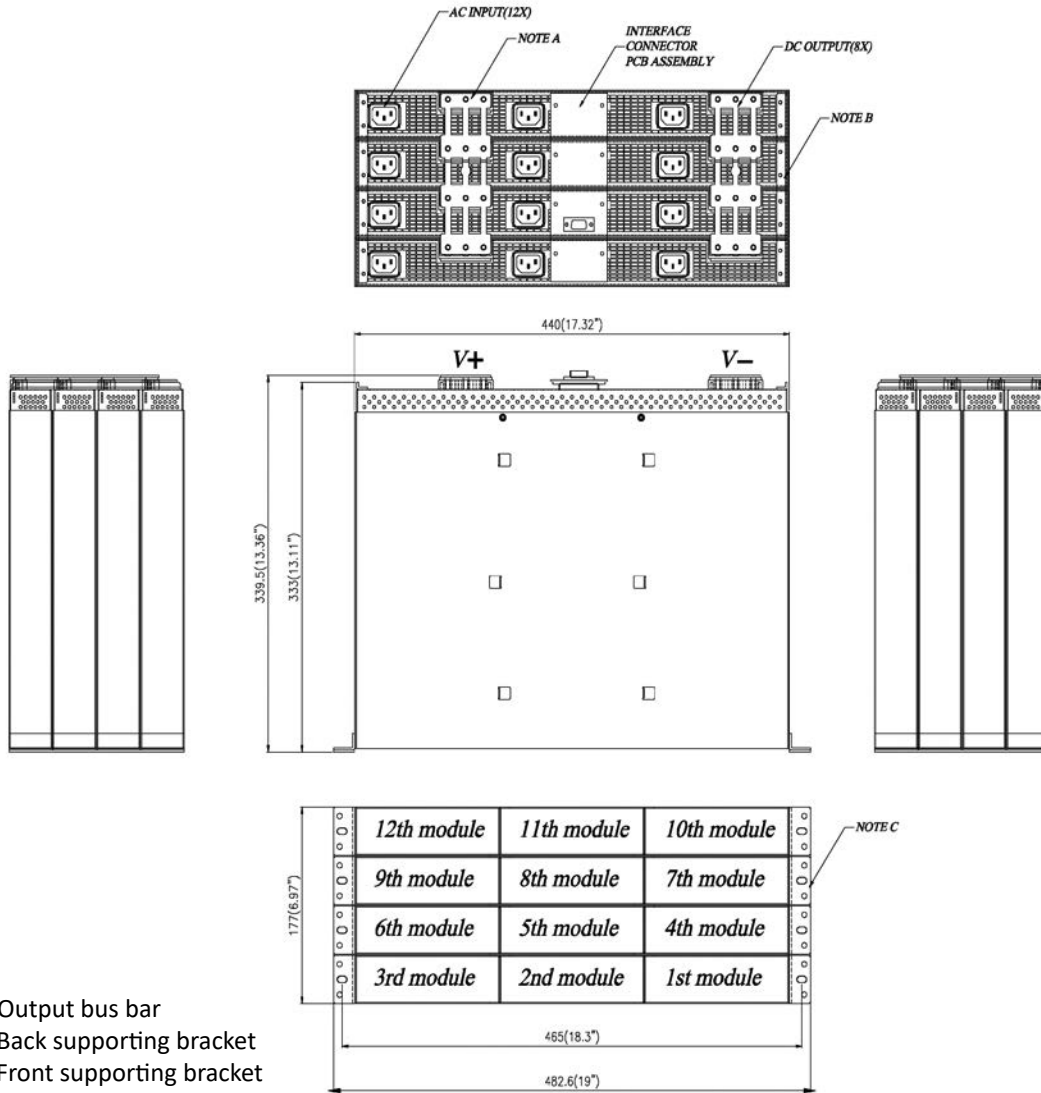 AC INPUT(12X)
NOTE A
INTERFACE
CONNECTOR
PCB ASSEMBLY
DC OUTPUT(8X)
NOTE B
440(17.32")
V+
V−
339.5(13.36")
333(13.11")
12th module
11th module
10th module
NOTE C
9th module
8th module
7th module
177(6.97")
6th module
5th module
4th module
3rd module
2nd module
1st module
Output bus bar
Back supporting bracket
Front supporting bracket
465(18.3")
482.6(19")